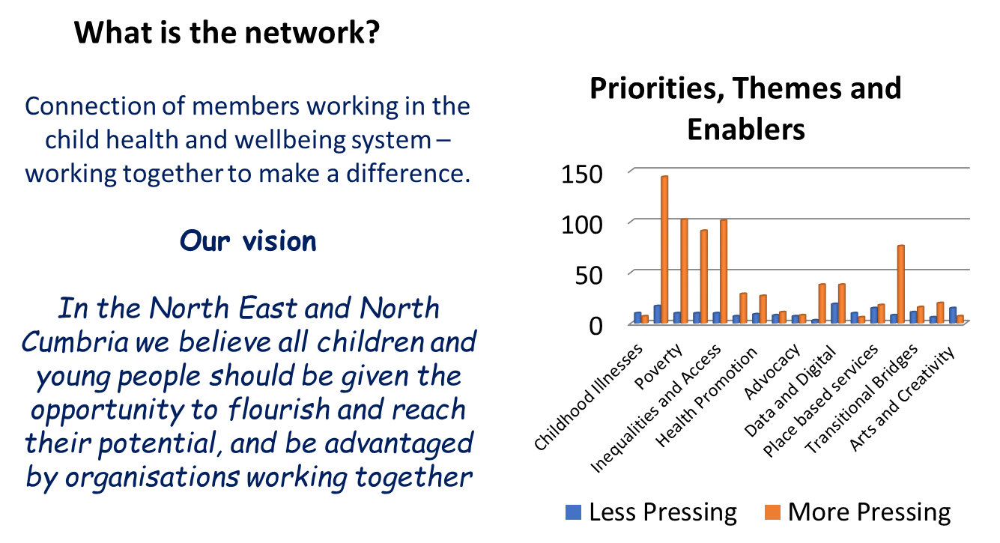 What is the network?
Connection of members working in the
child health and wellbeing system –
working together to make a difference.
Our vision
In the North East and North
Cumbria we believe all children and
young people should be given the
opportunity to flourish and reach
their potential, and be advantaged
by organisations working together
Priorities, Themes and
Enablers
150
100
50
0
Childhood Illnesses
Poverty
Inequalities and Access
Health Promotion
Advocacy
Data and Digital
Place based services
Transitional Bridges
Arts and Creativity
Less Pressing
More Pressing